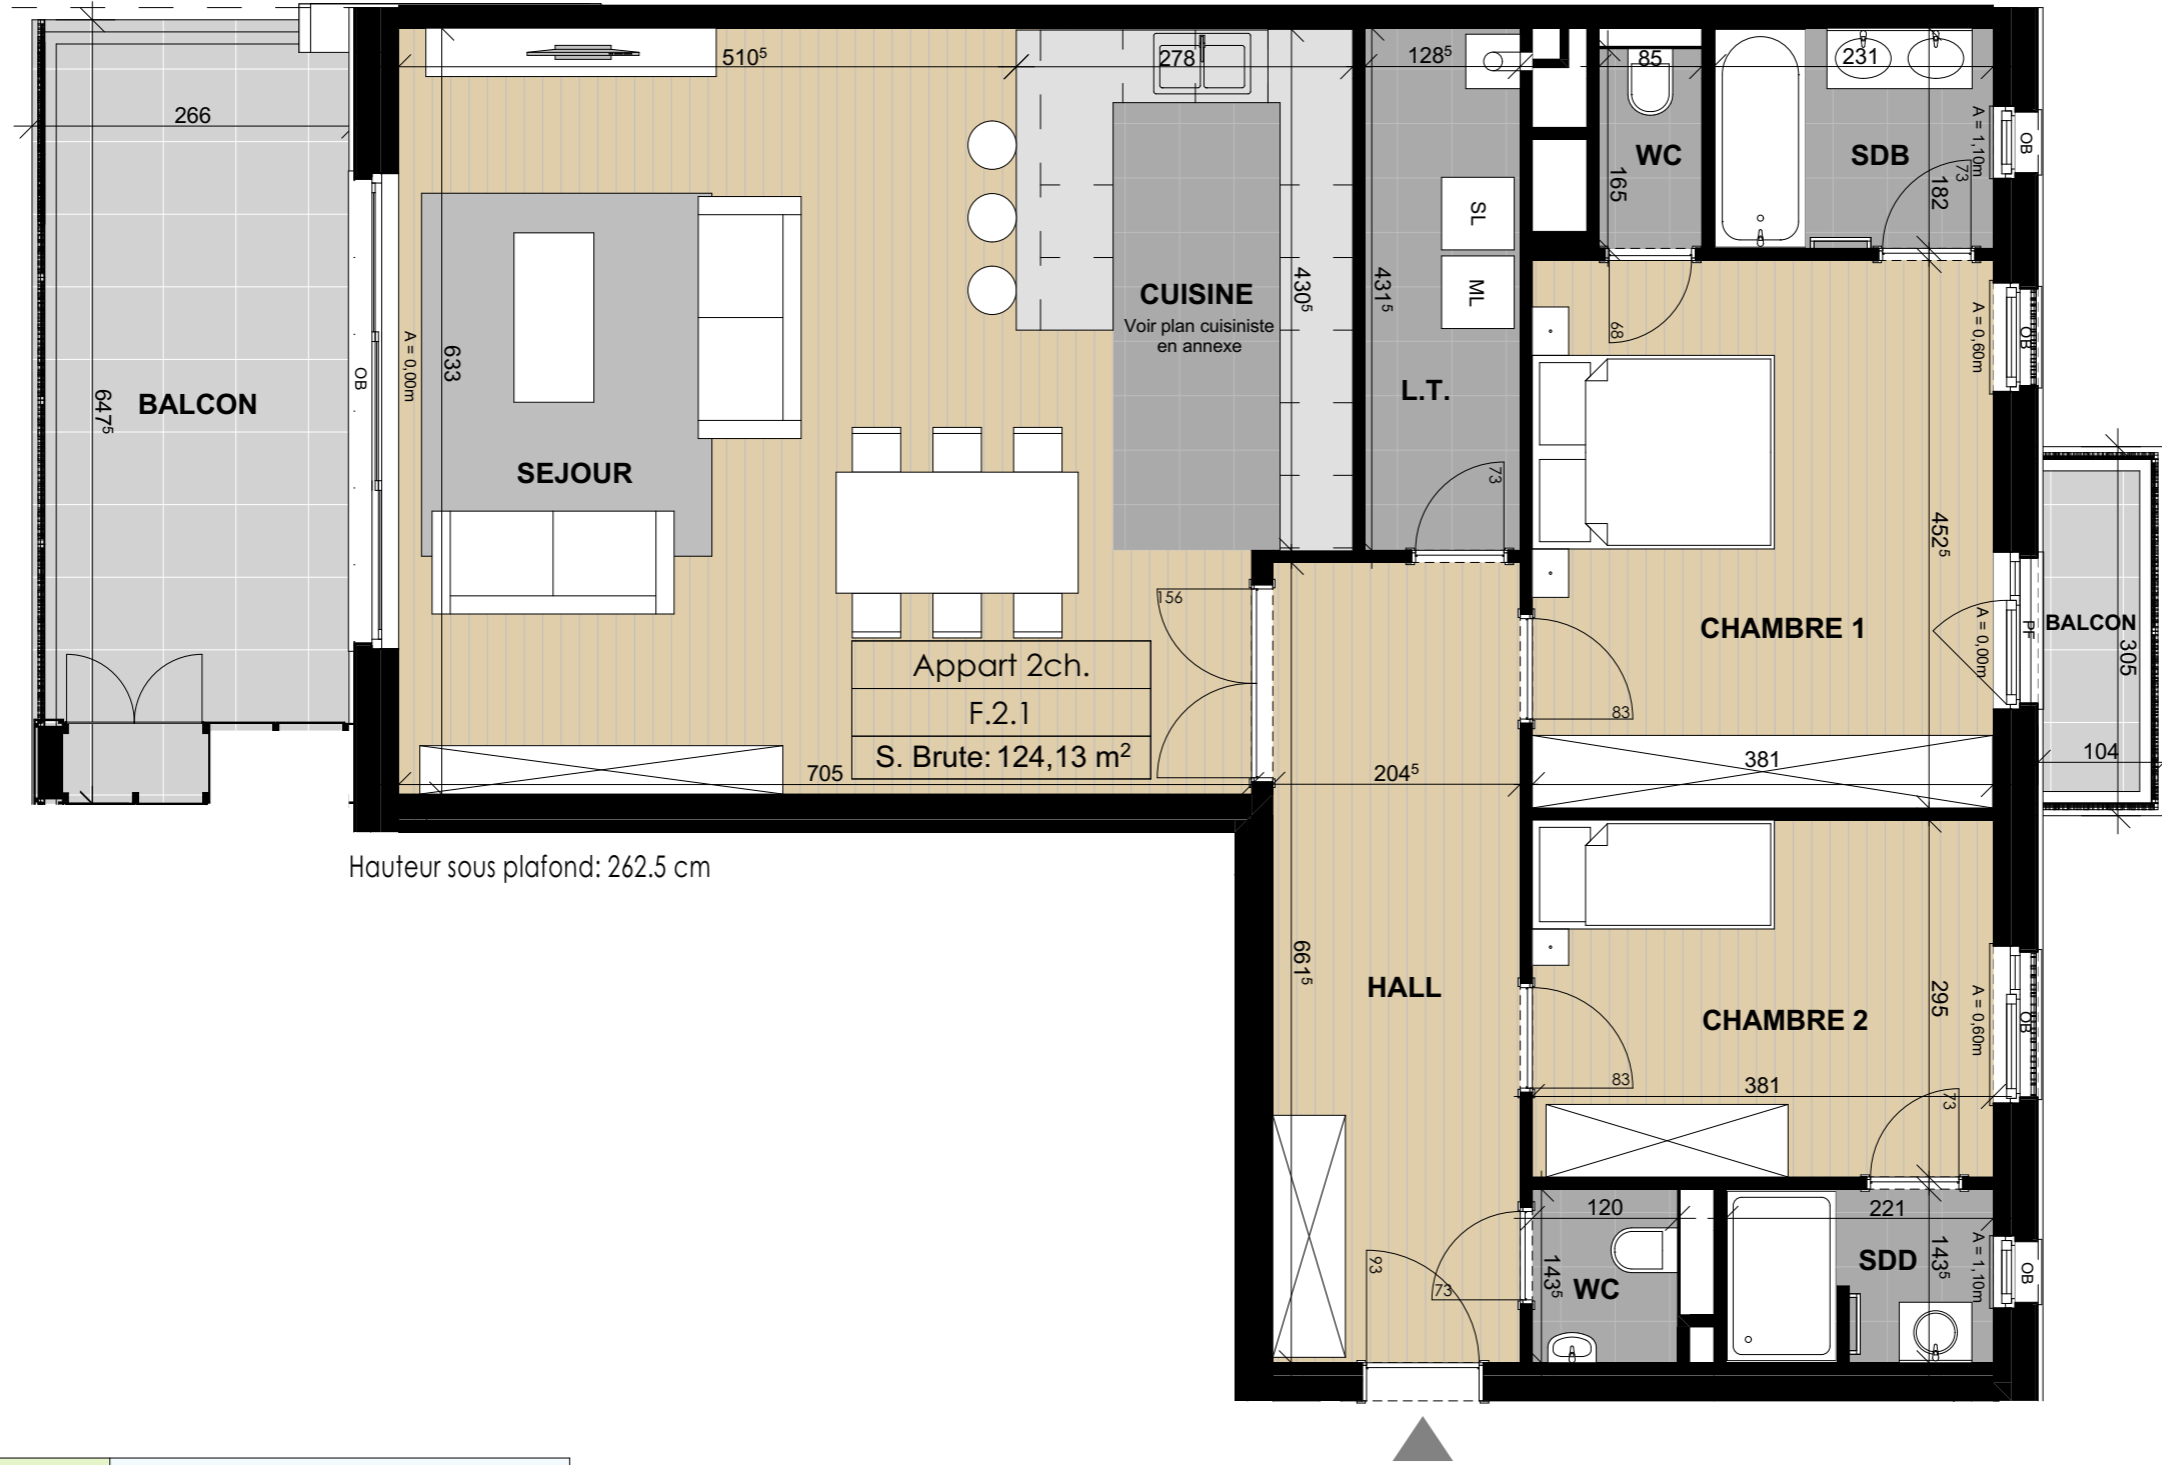 510⁵
278
128⁵
85
231
266
WC
SDB
A = 1,10m
OB
165
73
182
SL
ML
CUISINE
Voir plan cuisiniste
en annexe
430⁵
431⁵
68
A = 0,60m
OB
633
A = 0,00m
OB
647⁵
BALCON
L.T.
SEJOUR
73
452⁵
156
CHAMBRE 1
A = 0,00m
PF
BALCON
305
Appart 2ch.
F.2.1
S. Brute: 124,13 m²
83
705
204⁵
381
104
Hauteur sous plafond: 262.5 cm
661⁵
HALL
CHAMBRE 2
295
A = 0,60m
OB
83
381
73
120
221
93
73
143⁵
WC
SDD
143⁵
A = 1,10m
OB